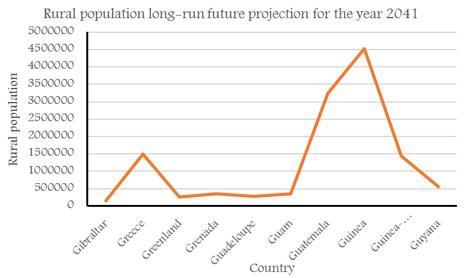 Rural population long-run future projection for the year 2041
5000000
4500000
4000000
3500000
3000000
2500000
2000000
1500000
1000000
500000
0
Rural population
Gibraltar
Greece
Greenland
Grenada
Guadeloupe
Guam
Guatemala
Guinea
Guinea-…
Guyana
Country